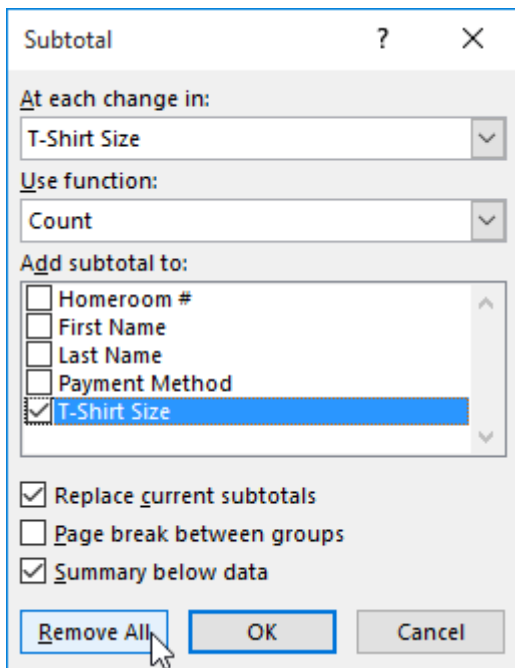 Subtotal ?
At each change in:
T-Shirt Size
Use function:
Count
Add subtotal to:
Homeroom #
First Name
Last Name
Payment Method
T-Shirt Size
Replace current subtotals
Page break between groups
Summary below data
Remove All OK Cancel